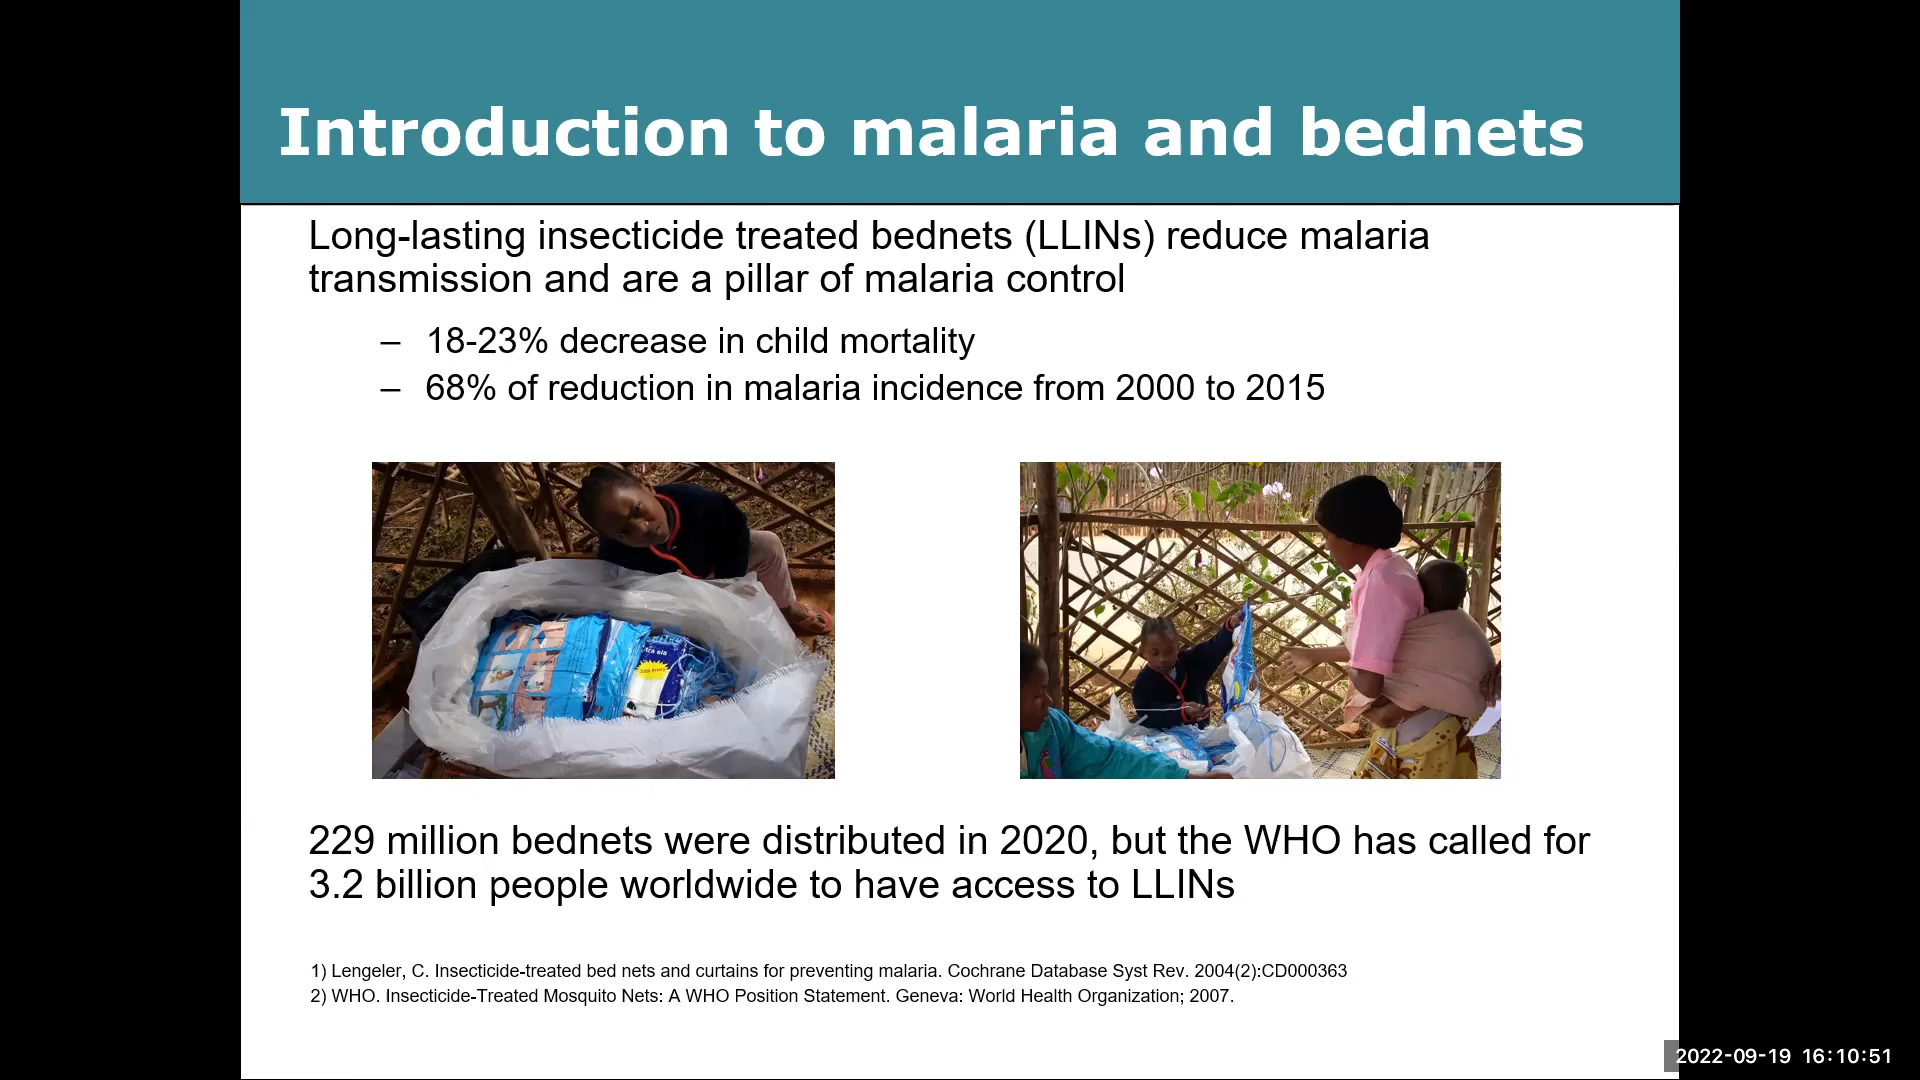 Introduction to malaria and bednets
Long-lasting insecticide treated bednets (LLINs) reduce malaria
transmission and are a pillar of malaria control
– 18-23% decrease in child mortality
– 68% of reduction in malaria incidence from 2000 to 2015
229 million bednets were distributed in 2020, but the WHO has called for
3.2 billion people worldwide to have access to LLINs
1) Lengeler, C. Insecticide-treated bed nets and curtains for preventing malaria. Cochrane Database Syst Rev. 2004(2):CD000363
2) WHO. Insecticide-Treated Mosquito Nets: A WHO Position Statement. Geneva: World Health Organization; 2007.
2022-09-19 16:10:51